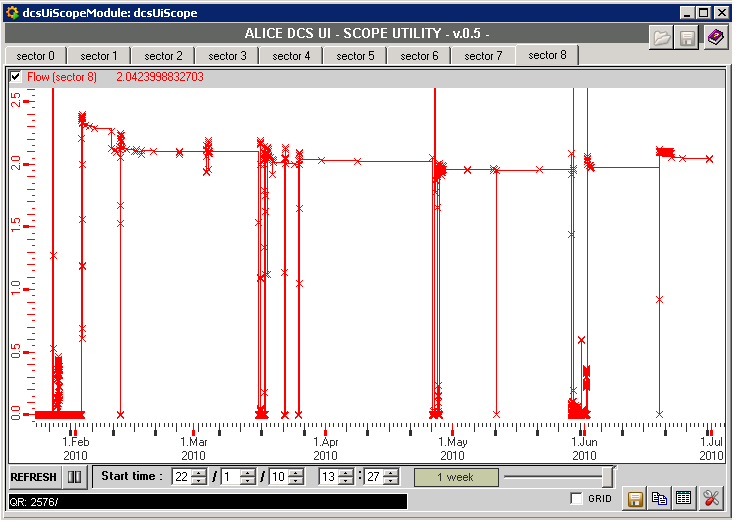 dcsUiScopeModule: dcsUiScope
ALICE DCS UI - SCOPE UTILITY - v.0.5 -
sector 0 sector 1 sector 2 sector 3 sector 4 sector 5 sector 6 sector 7 sector 8
Flow (sector 8) 2.0423998832703
2.5
2.0
1.5
1.0
0.5
0.0
1.Feb 1.Mar 1.Apr 1.May 1.Jun 1.Jul
2010 2010 2010 2010 2010 2010
REFRESH Start time : 22 / 1 / 10 13 : 27 1 week
QR: 2576/ GRID